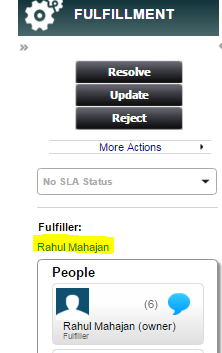 FULFILLMENT
»
Resolve
Update
Reject
More Actions
No SLA Status
Fulfiller:
Rahul Mahajan
People
(6)
Rahul Mahajan (owner)
Fulfiller